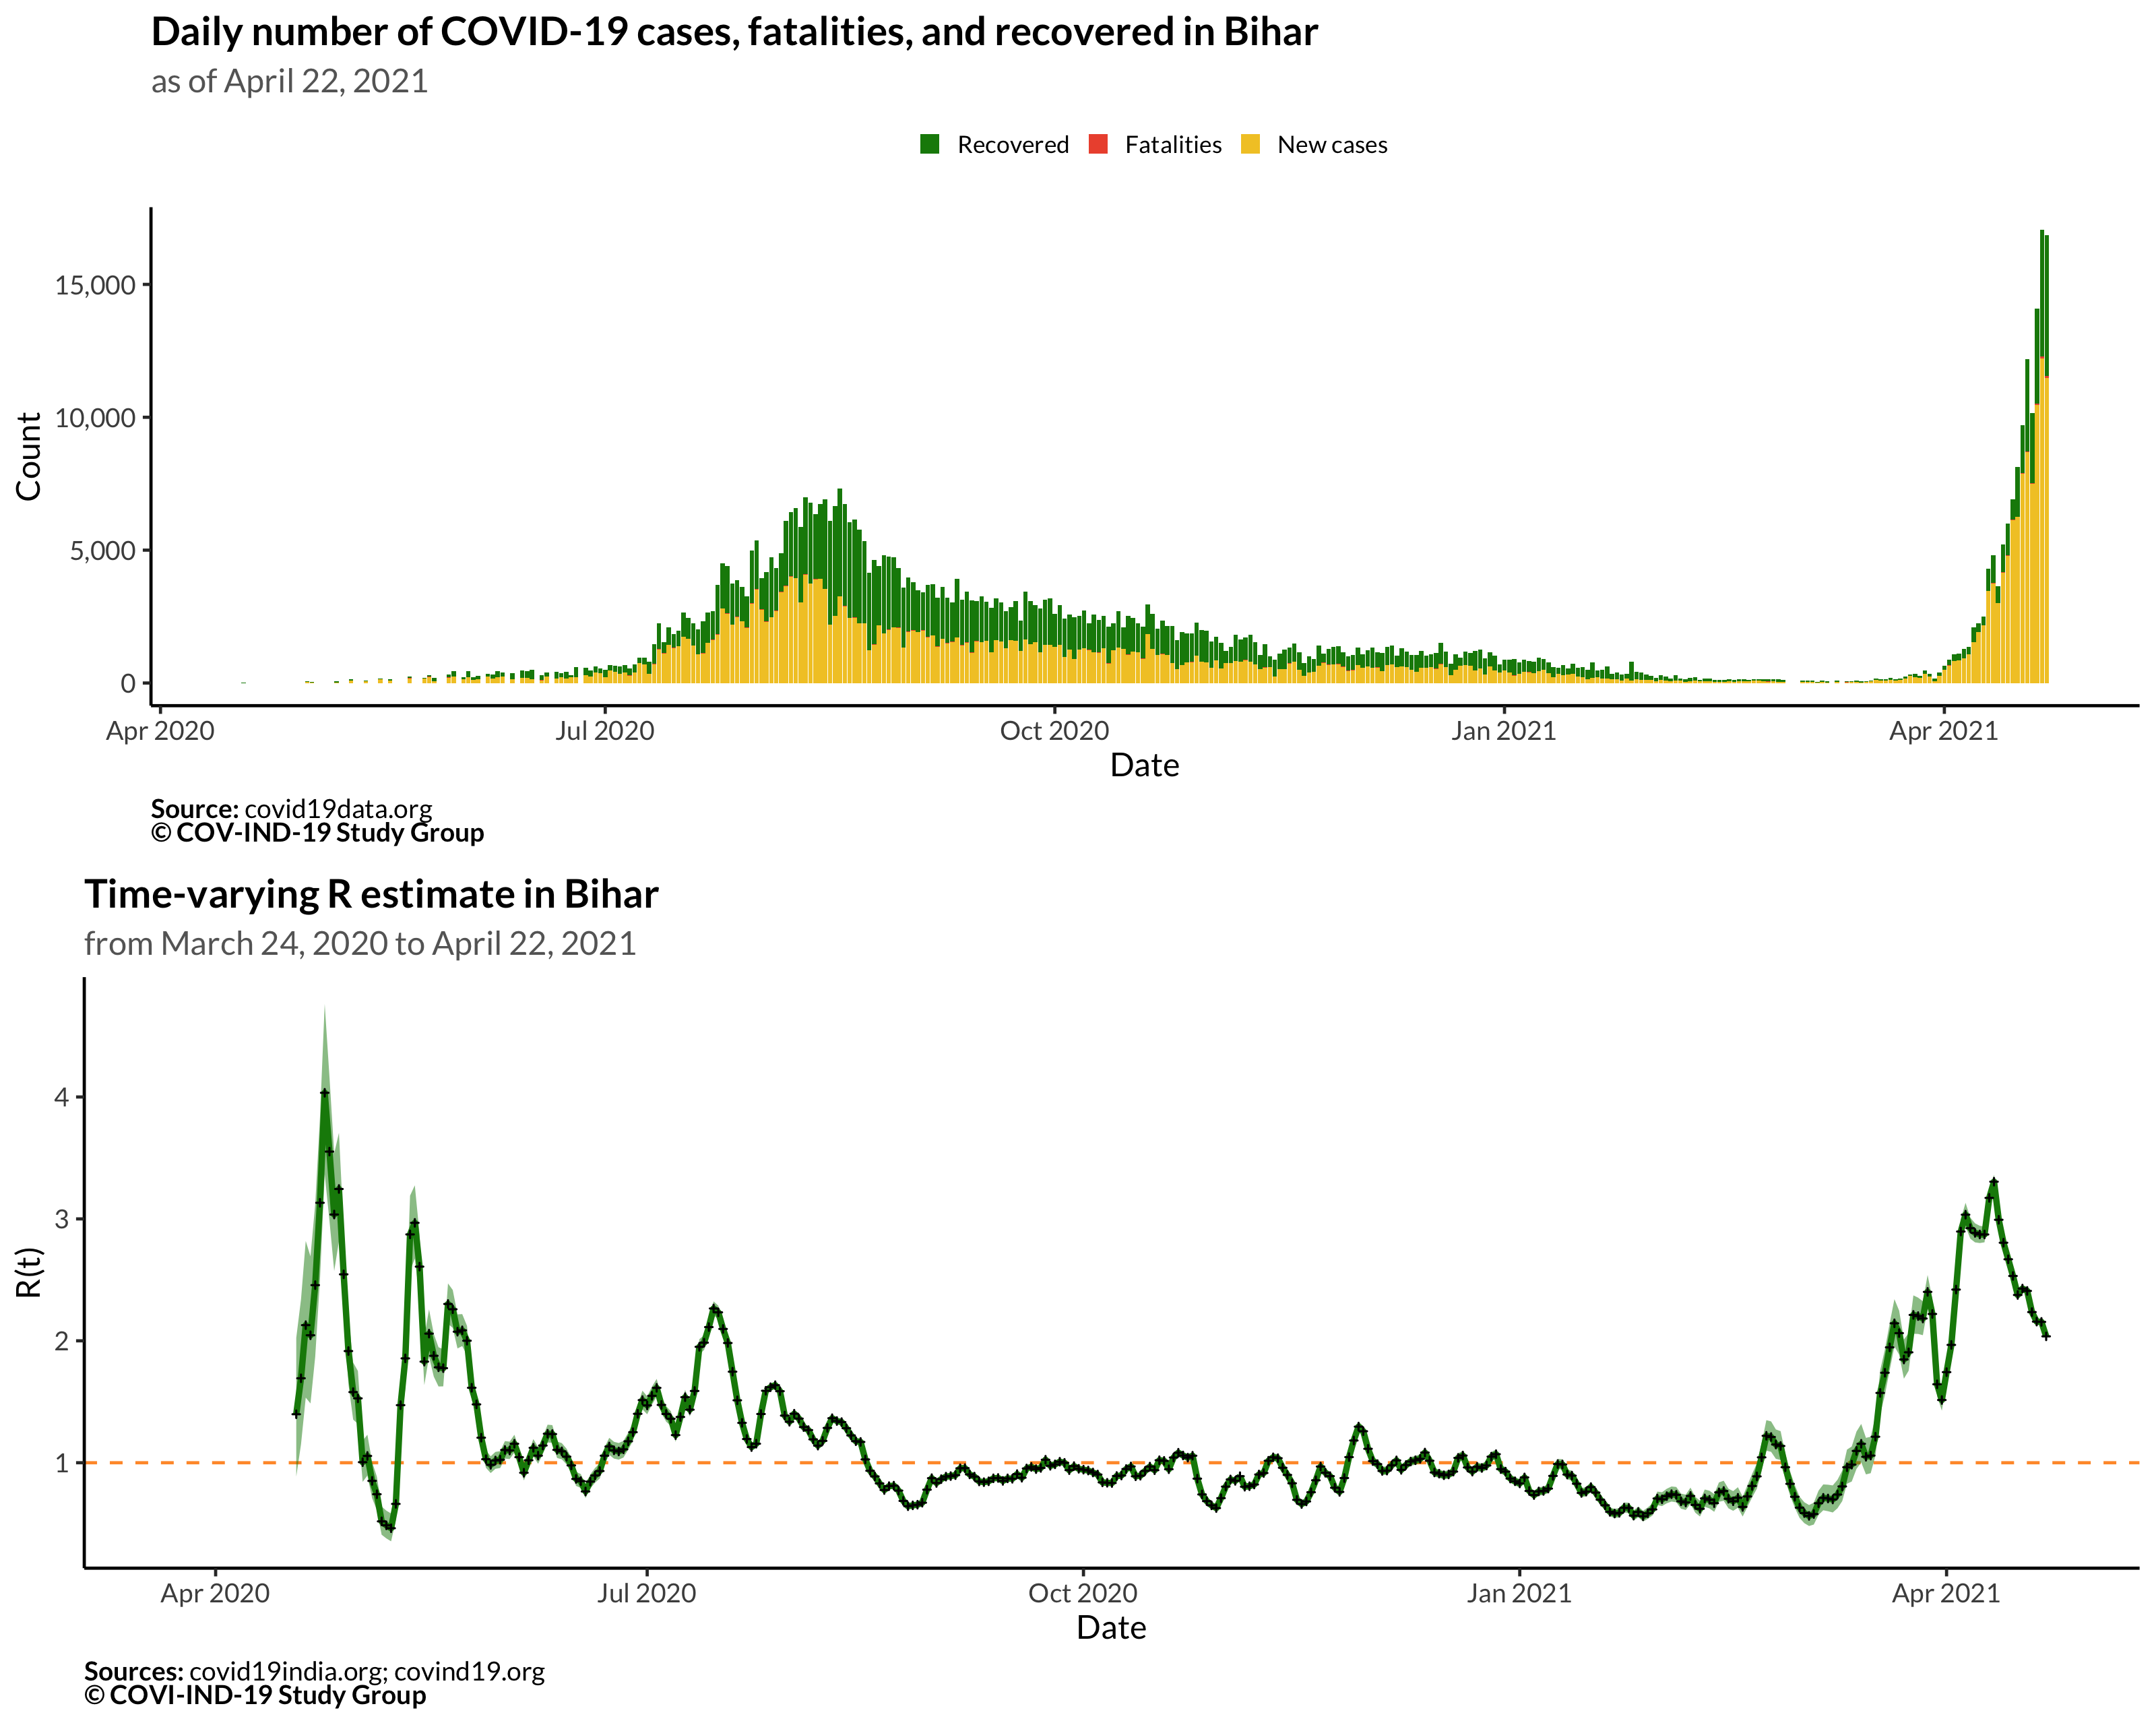 Daily number of COVID-19 cases, fatalities, and recovered in Bihar
as of April 22, 2021
Recovered Fatalities New cases
Count
15,000
10,000
5,000
0
Apr 2020 Jul 2020 Oct 2020 Jan 2021 Apr 2021
Date
Source: covid19data.org
© COV-IND-19 Study Group
Time-varying R estimate in Bihar
from March 24, 2020 to April 22, 2021
R(t)
4
3
2
1
Apr 2020 Jul 2020 Oct 2020 Jan 2021 Apr 2021
Date
Sources: covid19india.org; covind19.org
© COVI-IND-19 Study Group